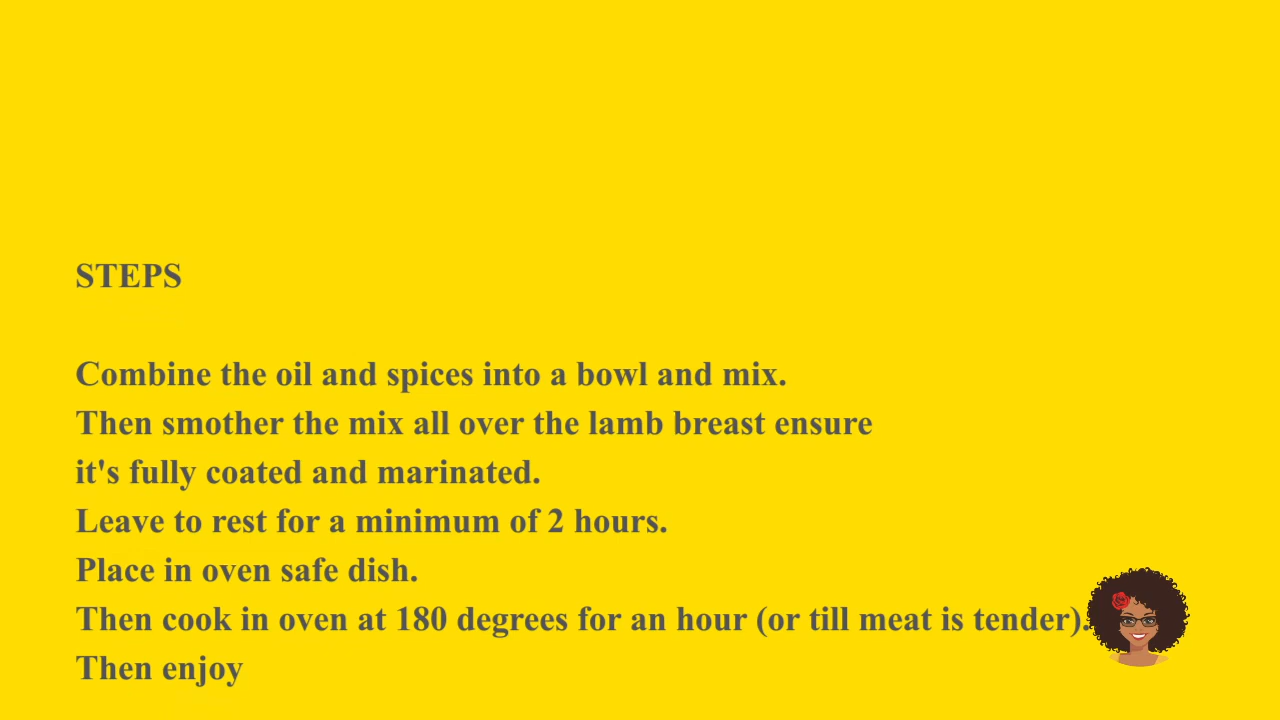 STEPS
Combine the oil and spices into a bowl and mix.
Then smother the mix all over the lamb breast ensure
it's fully coated and marinated.
Leave to rest for a minimum of 2 hours.
Place in oven safe dish.
Then cook in oven at 180 degrees for an hour (or till meat is tender).
Then enjoy